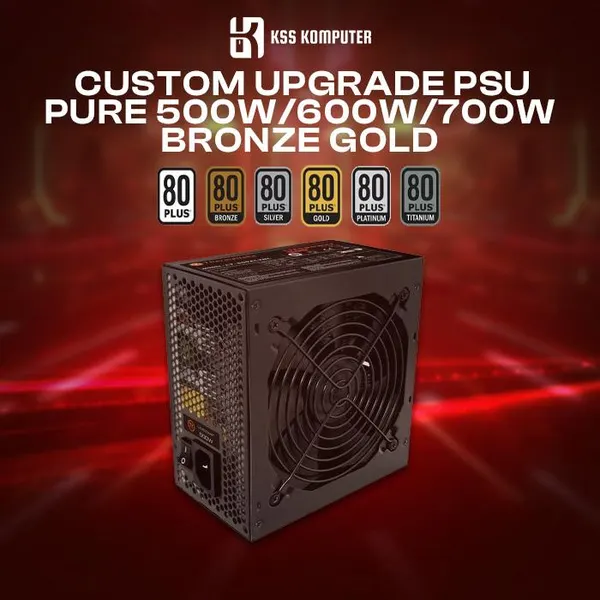 KSS KOMPUTER
CUSTOM UPGRADE PSU
PURE 500W/600W/700W
BRONZE GOLD
80 PLUS
80 PLUS BRONZE
80 PLUS SILVER
80 PLUS GOLD
80 PLUS PLATINUM
80 PLUS TITANIUM
500W